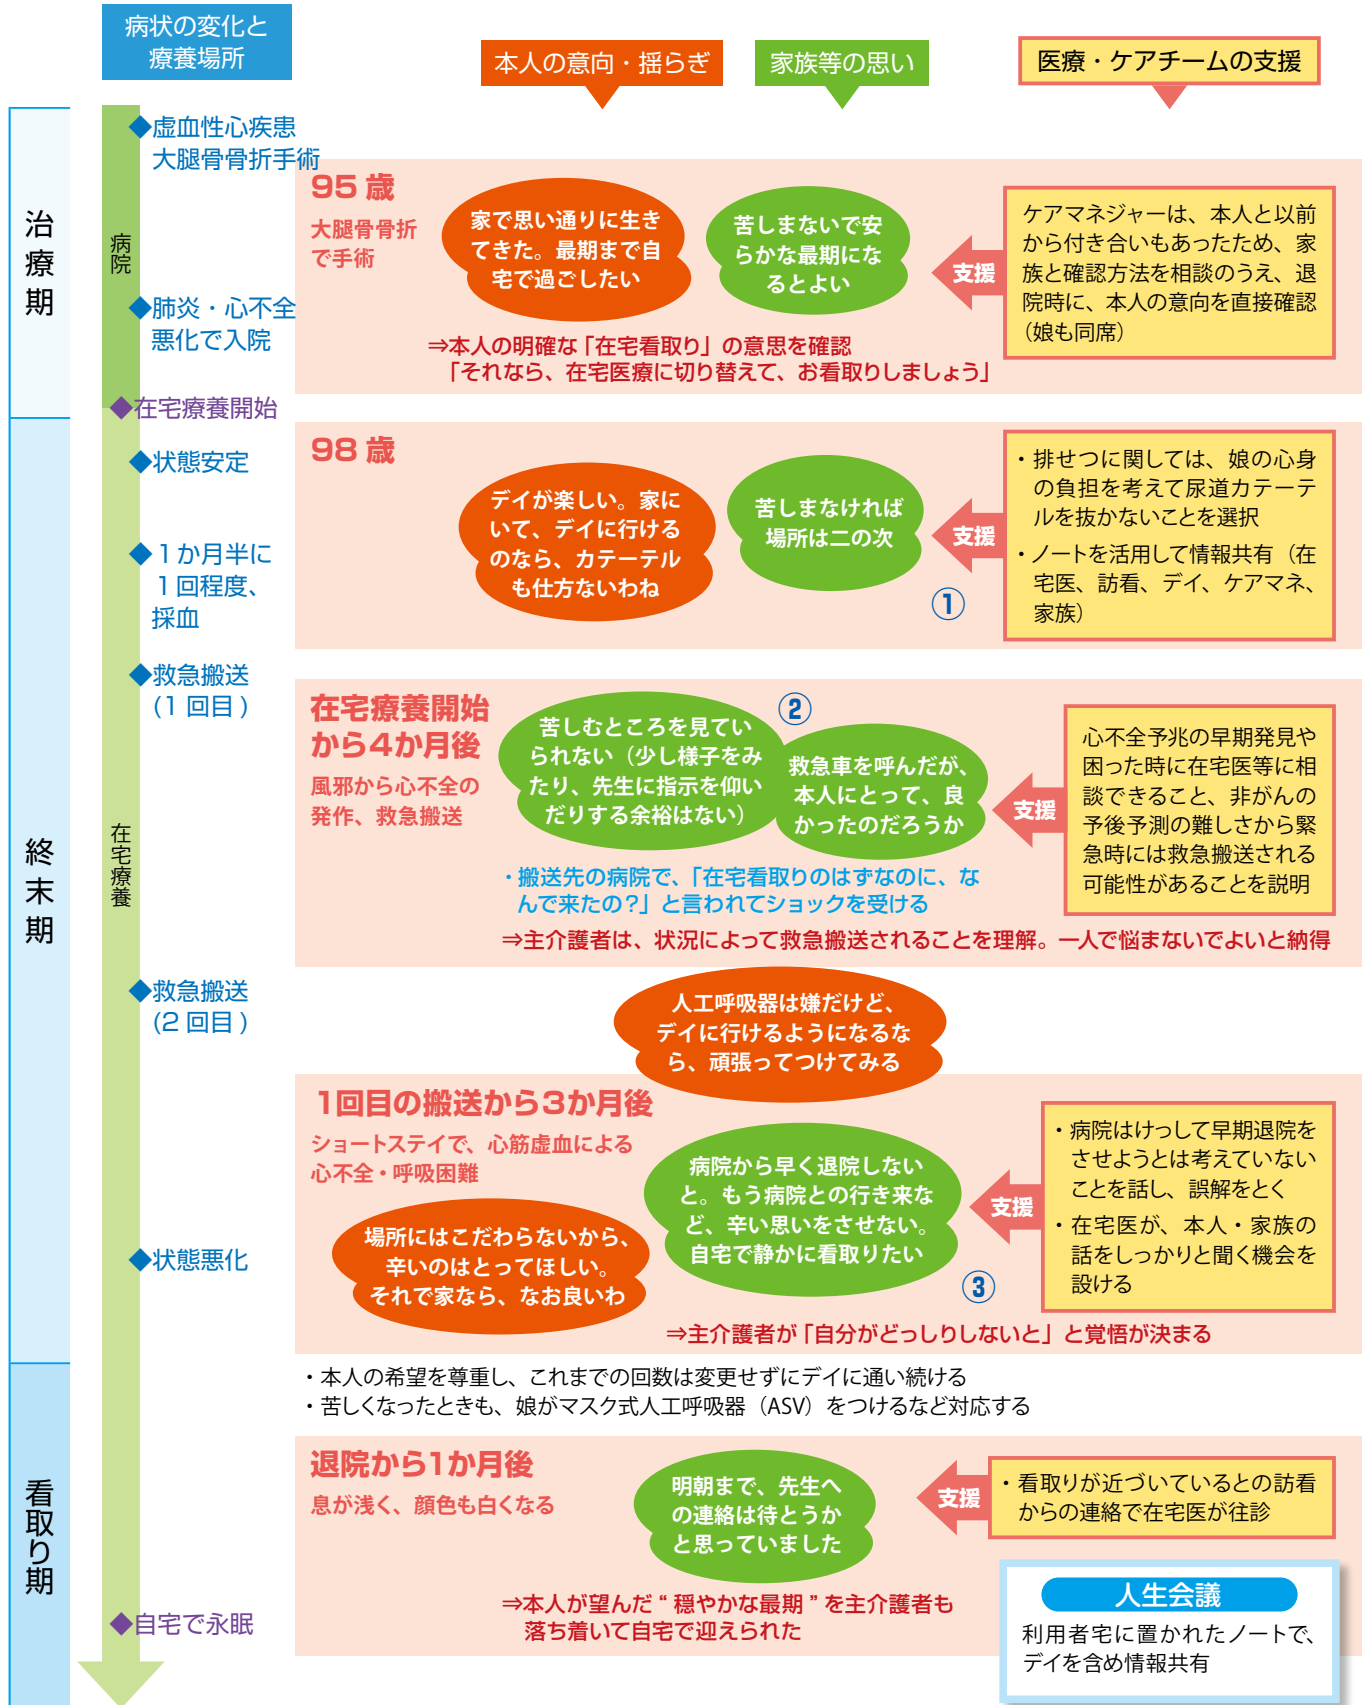 病状の変化と
療養場所
本人の意向・揺らぎ
家族等の思い
医療・ケアチームの支援
治療期
病院
◆虚血性心疾患
大腿骨骨折手術
◆肺炎・心不全
悪化で入院
◆在宅療養開始
95歳
大腿骨骨折
で手術
家で思い通りに生き
てきた。最期まで自
宅で過ごしたい
苦しまないで安
らかな最期にな
るとよい
支援
ケアマネジャーは、本人と以前
から付き合いもあったため、家
族と確認方法を相談のうえ、退
院時に、本人の意向を直接確認
（娘も同席）
⇒本人の明確な「在宅看取り」の意思を確認
「それなら、在宅医療に切り替えて、お看取りしましょう」
終末期
在宅療養
◆状態安定
◆１か月半に
１回程度、
採血
98歳
デイが楽しい。家に
いて、デイに行ける
のなら、カテーテル
も仕方ないわね
苦しまなければ
場所は二の次
支援
①
・排せつに関しては、娘の心身
の負担を考えて尿道カテーテ
ルを抜かないことを選択
・ノートを活用して情報共有（在
宅医、訪看、デイ、ケアマネ、
家族）
◆救急搬送
(1回目)
在宅療養開始
から4か月後
風邪から心不全の
発作、救急搬送
苦しむところを見てい
られない（少し様子をみ
たり、先生に指示を仰い
だりする余裕はない）
②
救急車を呼んだが、
本人にとって、良
かったのだろうか
支援
心不全予兆の早期発見や
困った時に在宅医等に相
談できること、非がんの
予後予測の難しさから緊
急時には救急搬送される
可能性があることを説明
・搬送先の病院で、「在宅看取りのはずなのに、な
んで来たの？」と言われてショックを受ける
⇒主介護者は、状況によって救急搬送されることを理解。一人で悩まないでよいと納得
◆救急搬送
(2回目)
人工呼吸器は嫌だけど、
デイに行けるようになるな
ら、頑張ってつけてみる
1回目の搬送から3か月後
ショートステイで、心筋虚血による
心不全・呼吸困難
◆状態悪化
場所にはこだわらないから、
辛いのはとってほしい。
それで家なら、なお良いわ
病院から早く退院しない
と。もう病院との行き来な
ど、辛い思いをさせない。
自宅で静かに看取りたい
③
支援
・病院はけっして早期退院を
させようとは考えていない
ことを話し、誤解をとく
・在宅医が、本人・家族の
話をしっかりと聞く機会を
設ける
⇒主介護者が「自分がどっしりしないと」と覚悟が決まる
・本人の希望を尊重し、これまでの回数は変更せずにデイに通い続ける
・苦しくなったときも、娘がマスク式人工呼吸器（ASV）をつけるなど対応する
看取り期
退院から1か月後
息が浅く、顔色も白くなる
明朝まで、先生へ
の連絡は待とうか
と思っていました
支援
・看取りが近づいているとの訪看
からの連絡で在宅医が往診
⇒本人が望んだ“穏やかな最期”を主介護者も
落ち着いて自宅で迎えられた
◆自宅で永眠
人生会議
利用者宅に置かれたノートで、
デイを含め情報共有